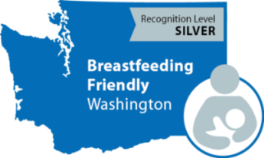 Recognition Level
SILVER
Breastfeeding
Friendly
Washington